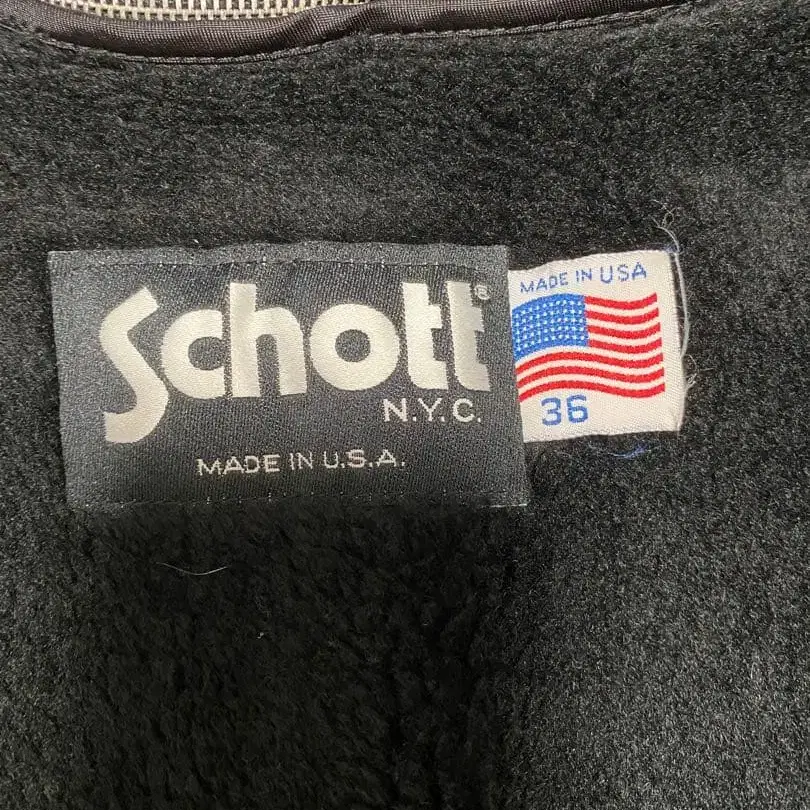 Schott®
N.Y.C.
MADE IN U.S.A.
MADE IN USA
36